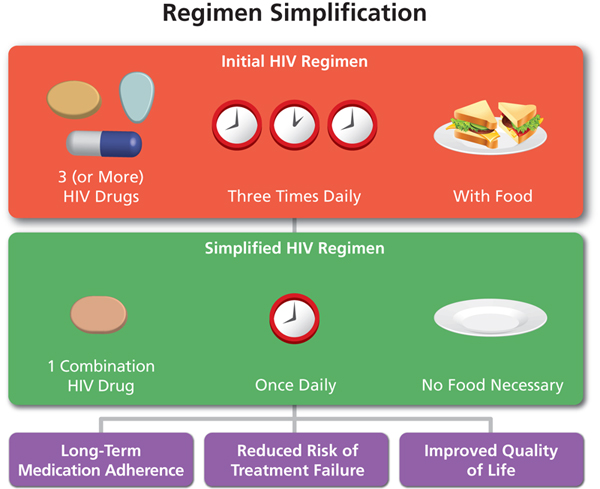 Regimen Simplification
Initial HIV Regimen
3 (or More)
HIV Drugs
Three Times Daily
With Food
Simplified HIV Regimen
1 Combination
HIV Drug
Once Daily
No Food Necessary
Long-Term
Medication Adherence
Reduced Risk of
Treatment Failure
Improved Quality
of Life